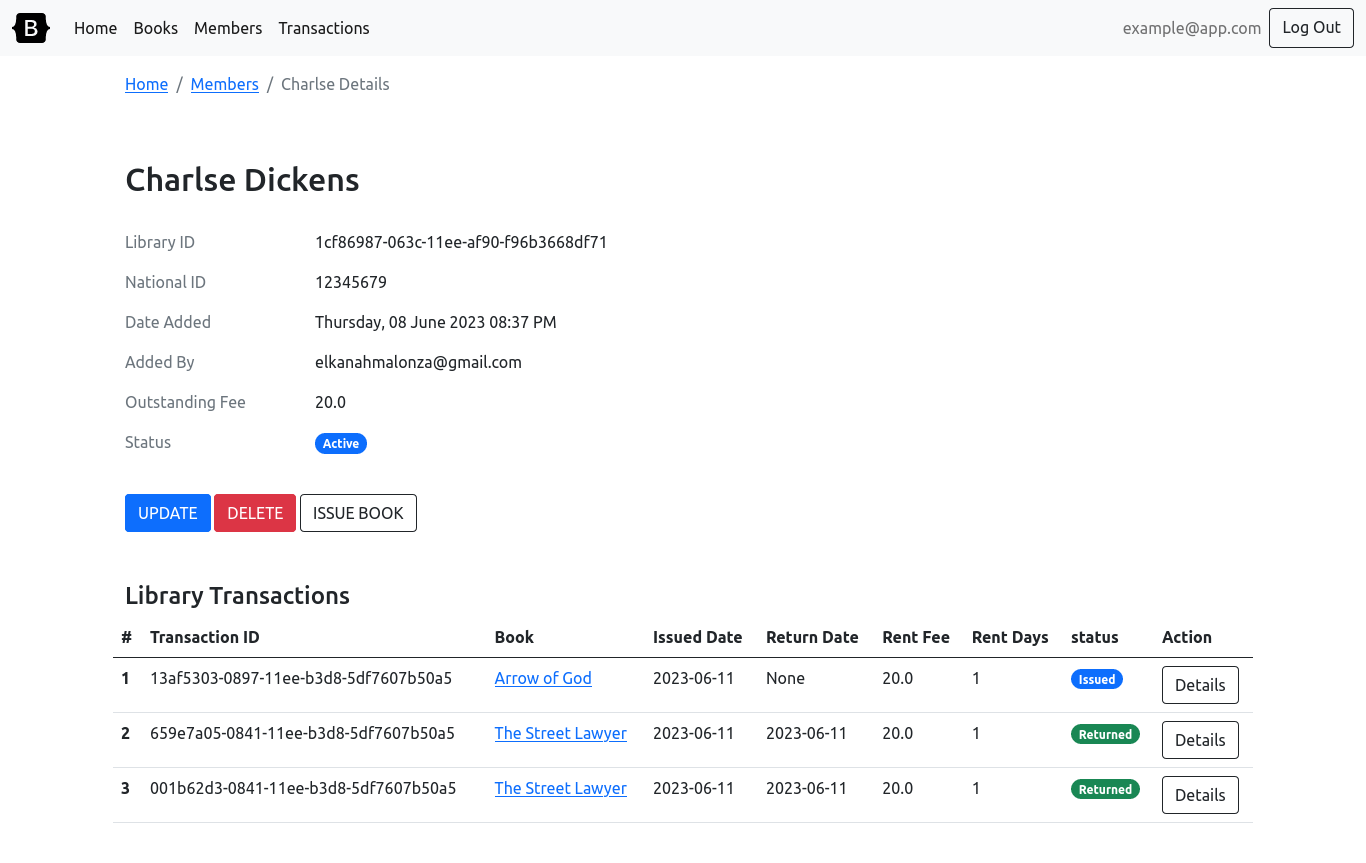 B Home Books Members Transactions example@app.com Log Out
Home / Members / Charlse Details
Charlse Dickens
Library ID 1cf86987-063c-11ee-af90-f96b3668df71
National ID 12345679
Date Added Thursday, 08 June 2023 08:37 PM
Added By elkanahmalonza@gmail.com
Outstanding Fee 20.0
Status Active
UPDATE DELETE ISSUE BOOK
Library Transactions
# Transaction ID Book Issued Date Return Date Rent Fee Rent Days status Action
1 13af5303-0897-11ee-b3d8-5df7607b50a5 Arrow of God 2023-06-11 None 20.0 1 Issued Details
2 659e7a05-0841-11ee-b3d8-5df7607b50a5 The Street Lawyer 2023-06-11 2023-06-11 20.0 1 Returned Details
3 001b62d3-0841-11ee-b3d8-5df7607b50a5 The Street Lawyer 2023-06-11 2023-06-11 20.0 1 Returned Details